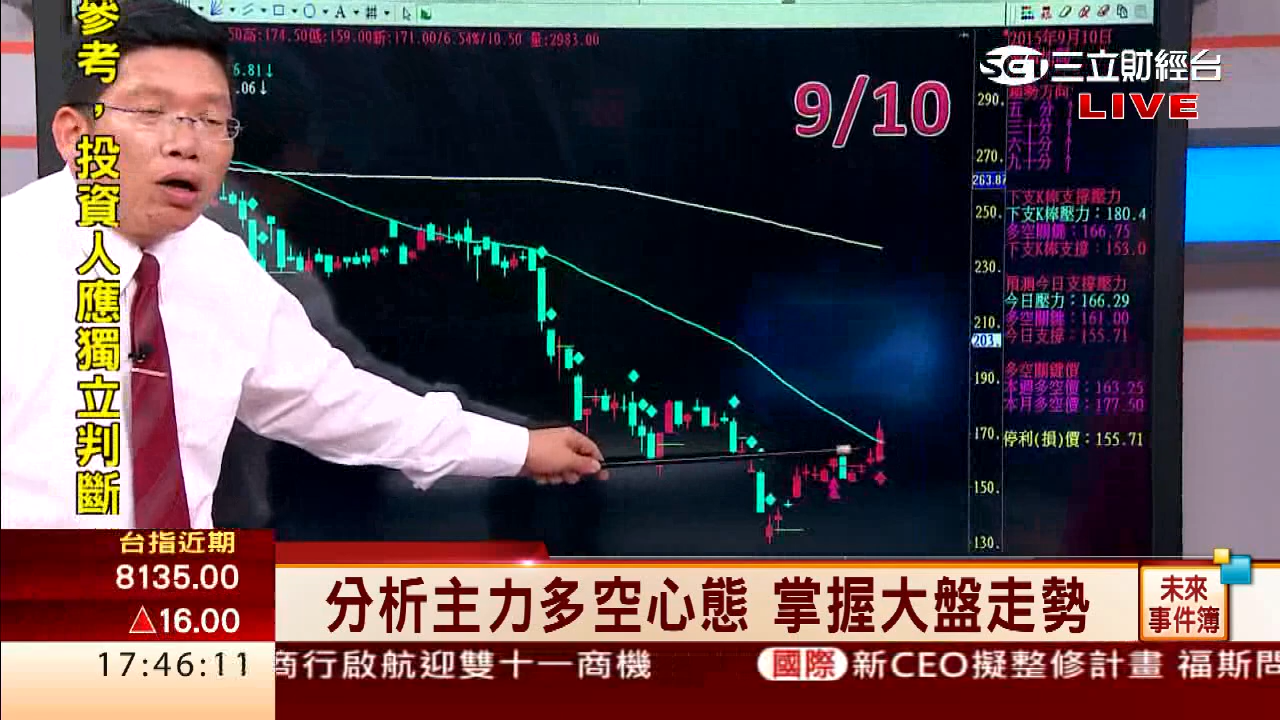 參考，投資人應獨立判斷
50高:174.50低:159.00新:171.00/6.54%/10.50 量:2983.00
6.81↓
.06↓
9/10
2015年9月10日
SET三立財經台
LIVE
趨勢方向
五 分↑
三十分↑
六十分↑
九十分↑
290.
270.
263.87
250.
230.
210.
203.
190.
170.
150.
130.
下支K棒支撐壓力
下支K棒壓力：180.4
多空關鍵：166.75
下支K棒支撐：153.0
預測今日支撐壓力
今日壓力：166.29
多空關鍵：161.00
今日支撐：155.71
多空關鍵價
本週多空價：163.25
本月多空價：177.50
停利(損)價：155.71
台指近期
8135.00
△16.00
17:46:11
分析主力多空心態 掌握大盤走勢
未來
事件簿
商行啟航迎雙十一商機 國際 新CEO擬整修計畫 福斯問